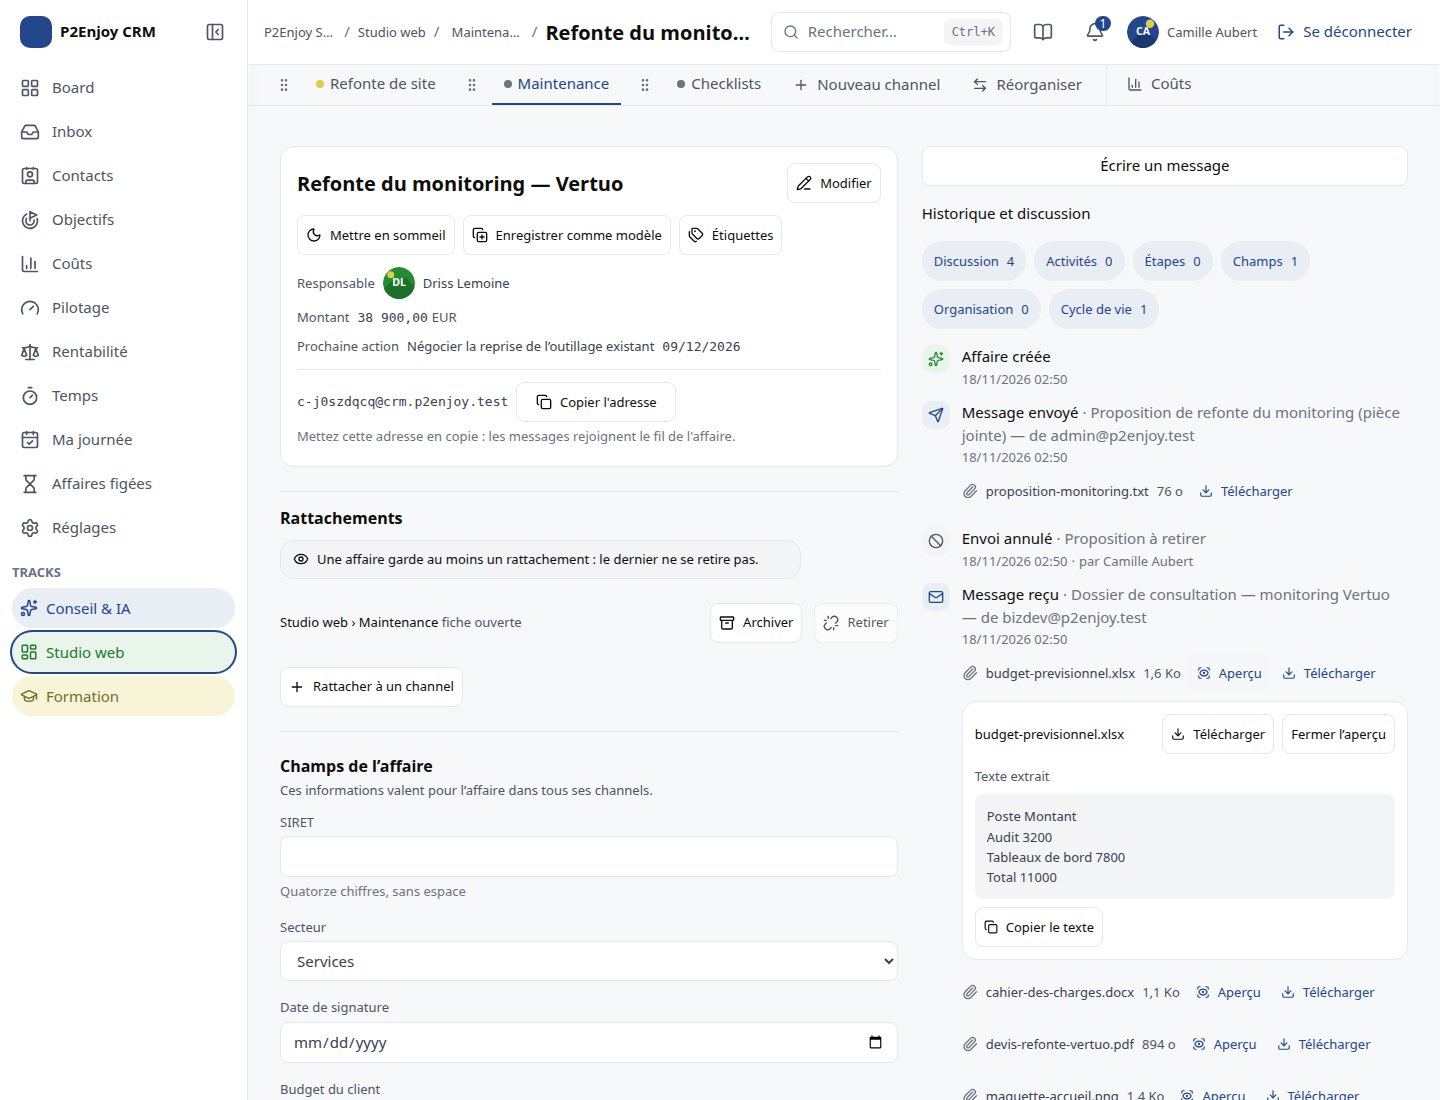 P2Enjoy CRM
Board
Inbox
Contacts
Objectifs
Coûts
Pilotage
Rentabilité
Temps
Ma journée
Affaires figées
Réglages
TRACKS
Conseil & IA
Studio web
Formation
P2Enjoy S... / Studio web / Maintena... / Refonte du monito...
Rechercher... Ctrl+K
1
CA Camille Aubert
Se déconnecter
Refonte de site
Maintenance
Checklists
Nouveau channel
Réorganiser
Coûts
Refonte du monitoring — Vertuo
Modifier
Mettre en sommeil
Enregistrer comme modèle
Étiquettes
Responsable DL Driss Lemoine
Montant 38 900,00 EUR
Prochaine action Négocier la reprise de l’outillage existant 09/12/2026
c-j0szdqcq@crm.p2enjoy.test Copier l'adresse
Mettez cette adresse en copie : les messages rejoignent le fil de l'affaire.
Rattachements
Une affaire garde au moins un rattachement : le dernier ne se retire pas.
Studio web › Maintenance fiche ouverte
Archiver
Retirer
Rattacher à un channel
Champs de l’affaire
Ces informations valent pour l’affaire dans tous ses channels.
SIRET
Quatorze chiffres, sans espace
Secteur
Services
Date de signature
mm/dd/yyyy
Budget du client
Écrire un message
Historique et discussion
Discussion 4
Activités 0
Étapes 0
Champs 1
Organisation 0
Cycle de vie 1
Affaire créée
18/11/2026 02:50
Message envoyé · Proposition de refonte du monitoring (pièce
jointe) — de admin@p2enjoy.test
18/11/2026 02:50
proposition-monitoring.txt 76 o Télécharger
Envoi annulé · Proposition à retirer
18/11/2026 02:50 · par Camille Aubert
Message reçu · Dossier de consultation — monitoring Vertuo
— de bizdev@p2enjoy.test
18/11/2026 02:50
budget-previsionnel.xlsx 1,6 Ko Aperçu Télécharger
budget-previsionnel.xlsx Télécharger Fermer l’aperçu
Texte extrait
Poste Montant
Audit 3200
Tableaux de bord 7800
Total 11000
Copier le texte
cahier-des-charges.docx 1,1 Ko Aperçu Télécharger
devis-refonte-vertuo.pdf 894 o Aperçu Télécharger
maquette-accueil.png 1,4 Ko Aperçu Télécharger